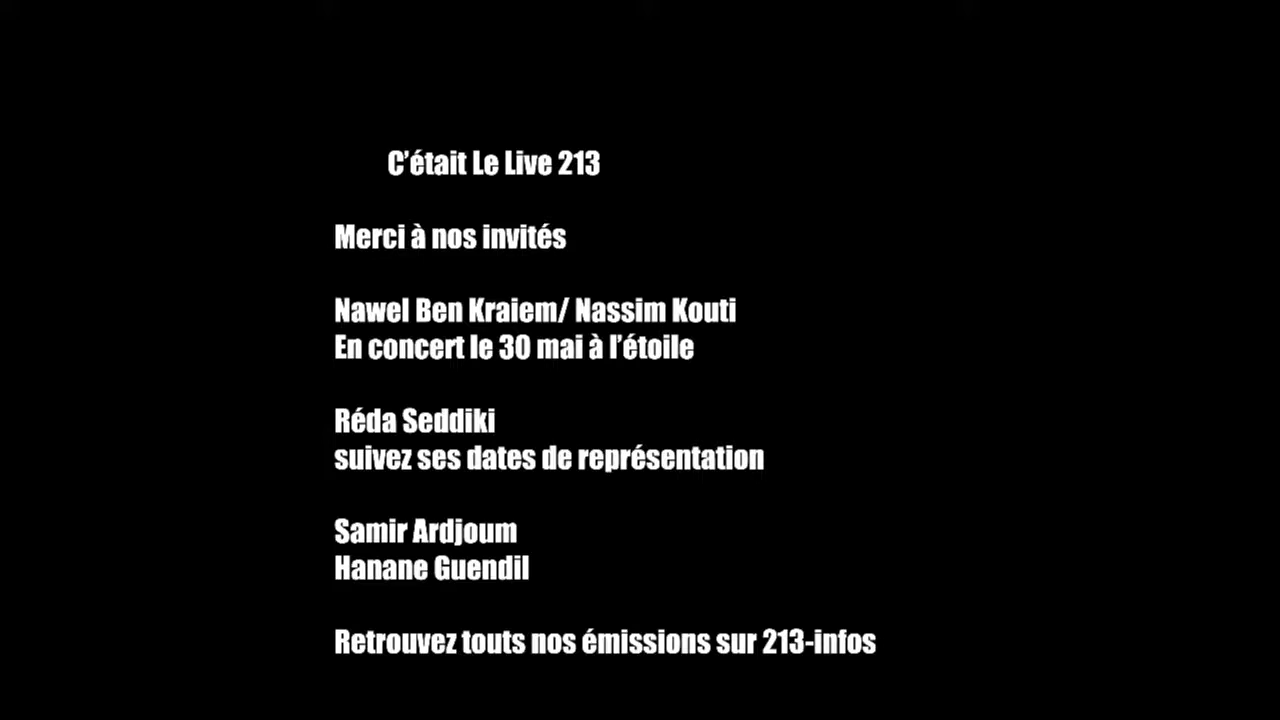 C'était Le Live 213
Merci à nos invités
Nawel Ben Kraiem/ Nassim Kouti
En concert le 30 mai à l'étoile
Réda Seddiki
suivez ses dates de représentation
Samir Ardjoum
Hanane Guendil
Retrouvez touts nos émissions sur 213-infos